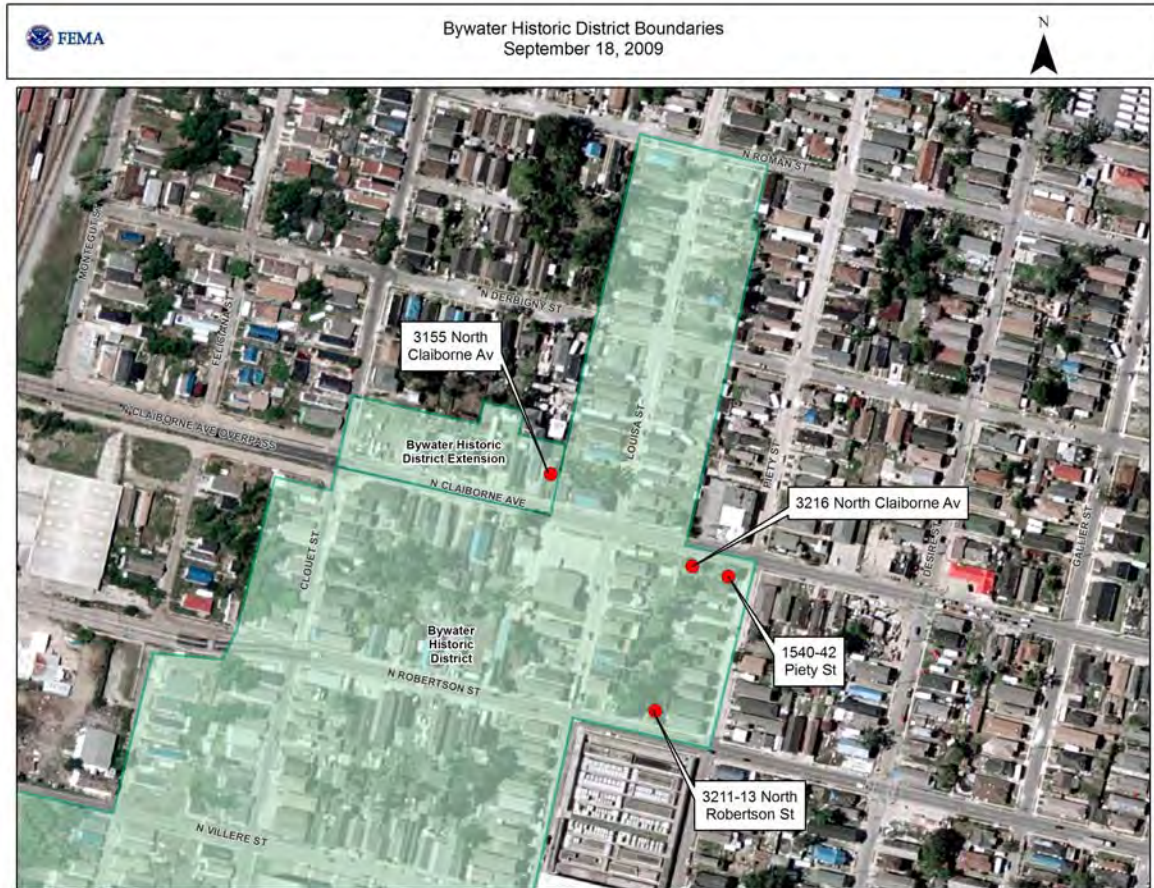 FEMA
Bywater Historic District Boundaries
September 18, 2009
N
N ROMAN ST
MONTEGUT ST
N DERBIGNY ST
FELICIANA ST
3155 North
Claiborne Av
N CLAIBORNE AVE OVERPASS
LOUISA ST
Bywater Historic
District Extension
PIETY ST
N CLAIBORNE AVE
3216 North Claiborne Av
DESIRE ST
GALLIER ST
CLOUET ST
Bywater
Historic
District
1540-42
Piety St
N ROBERTSON ST
3211-13 North
Robertson St
N VILLERE ST